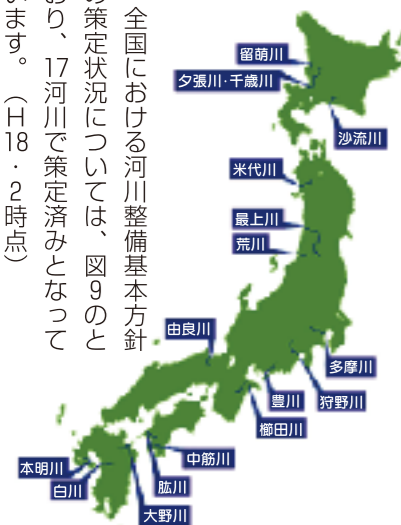 全国における河川整備基本方針
の策定状況については、図9のと
おり、17河川で策定済みとなって
います。（H18・2時点）
留萌川
夕張川・千歳川
沙流川
米代川
最上川
荒川
由良川
多摩川
狩野川
豊川
櫛田川
中筋川
肱川
大野川
本明川
白川